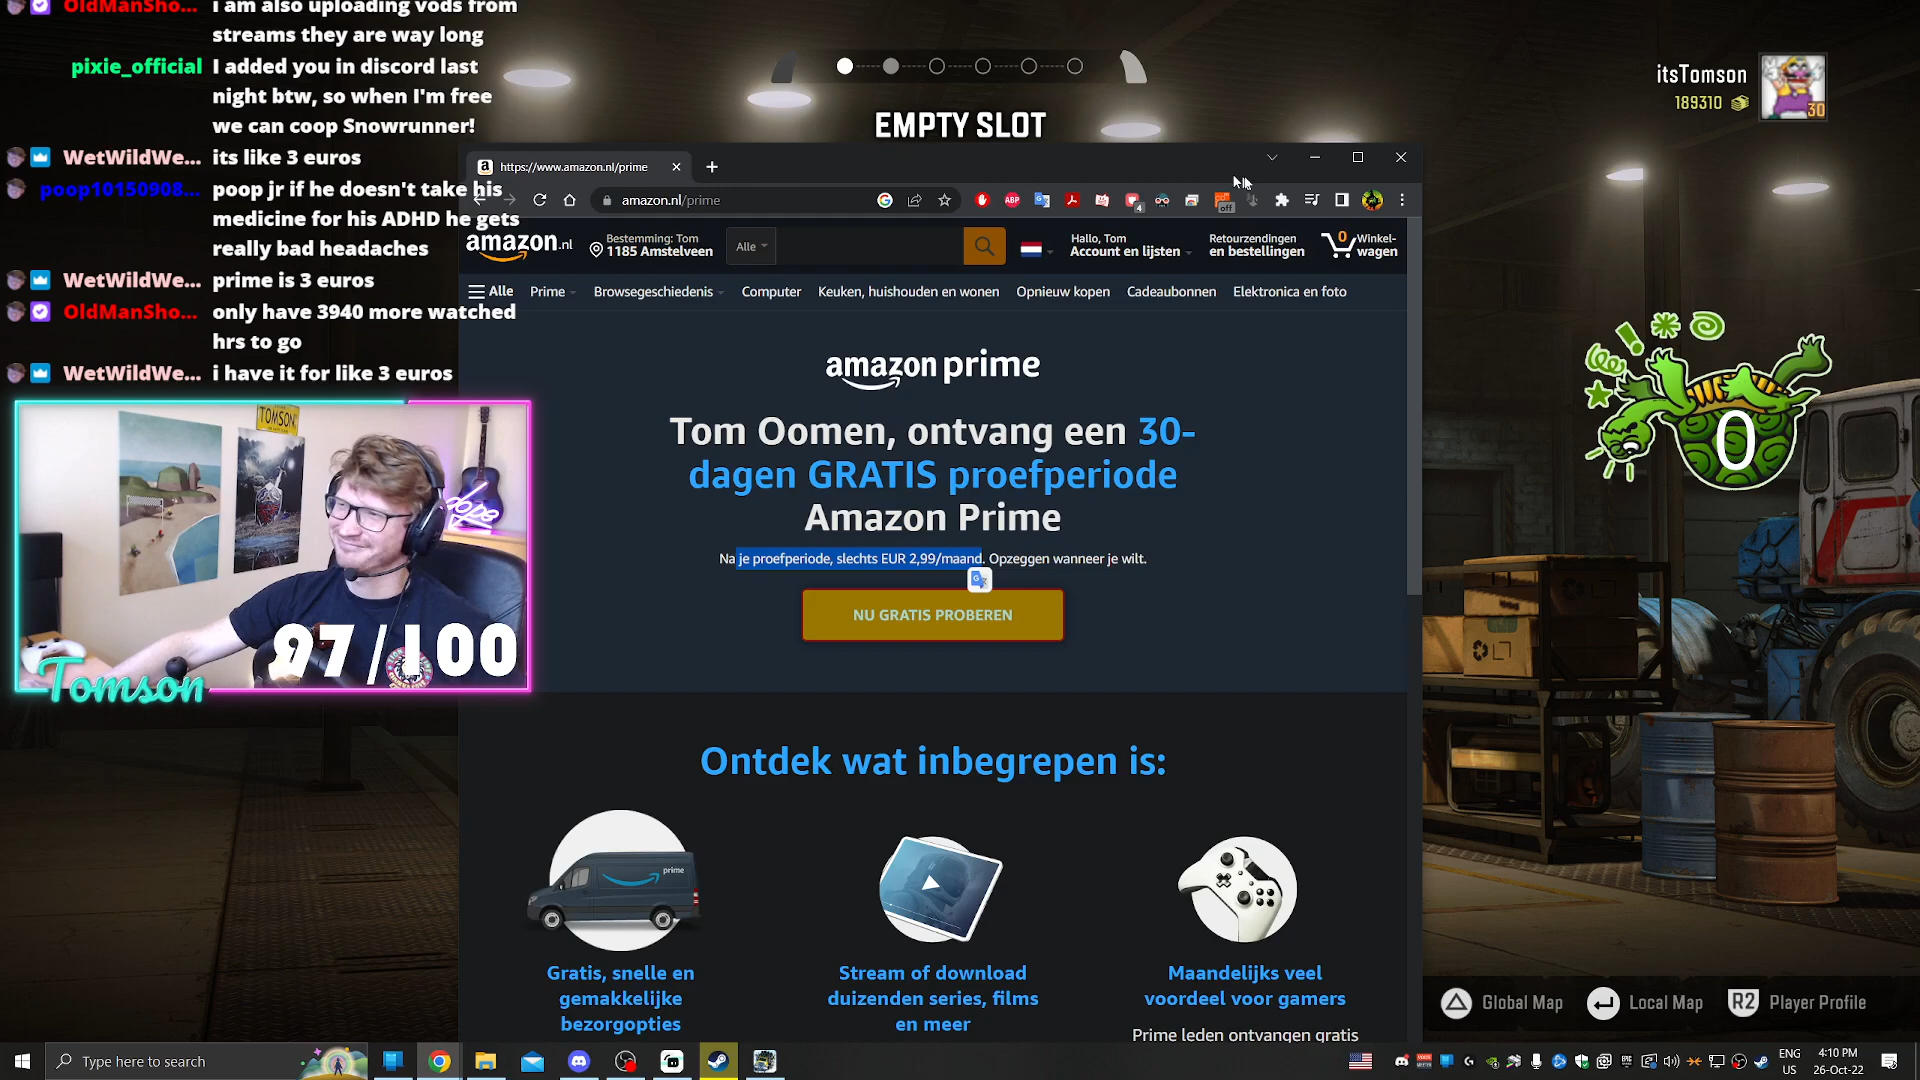 OldManSho... i am also uploading vods from
streams they are way long
pixie_official I added you in discord last
night btw, so when I'm free
we can coop Snowrunner!
WetWildWe... its like 3 euros
poop10150908... poop jr if he doesn't take his
medicine for his ADHD he gets
really bad headaches
WetWildWe... prime is 3 euros
OldManSho... only have 3940 more watched
hrs to go
WetWildWe... i have it for like 3 euros
TOMSON
dope
97/100
Tomson
EMPTY SLOT
itsTomson
189310
30
https://www.amazon.nl/prime
amazon.nl/prime
ABP
4
off
amazon.nl
Bestemming: Tom
1185 Amstelveen
Alle
Hallo, Tom
Account en lijsten
Retourzendingen
en bestellingen
0
Winkel-
wagen
Alle Prime Browsegeschiedenis Computer Keuken, huishouden en wonen Opnieuw kopen Cadeaubonnen Elektronica en foto
amazon prime
Tom Oomen, ontvang een 30-
dagen GRATIS proefperiode
Amazon Prime
Na je proefperiode, slechts EUR 2,99/maand. Opzeggen wanneer je wilt.
NU GRATIS PROBEREN
Ontdek wat inbegrepen is:
prime
Gratis, snelle en
gemakkelijke
bezorgopties
Stream of download
duizenden series, films
en meer
Maandelijks veel
voordeel voor gamers
Prime leden ontvangen gratis
0
Global Map
Local Map
R2 Player Profile
Type here to search
ENG
US
4:10 PM
26-Oct-22